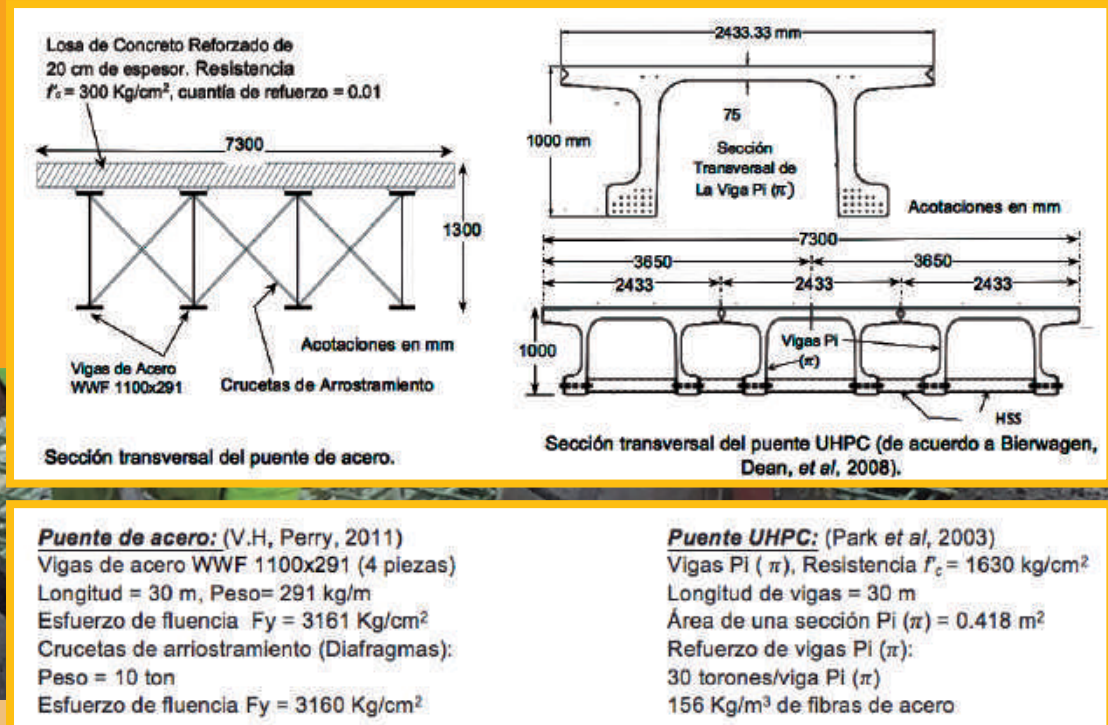 Losa de Concreto Reforzado de
20 cm de espesor. Resistencia
f'c = 300 Kg/cm², cuantía de refuerzo = 0.01
7300
1300
Acotaciones en mm
Vigas de Acero
WWF 1100x291
Crucetas de Arrostramiento
Sección transversal del puente de acero.
2433.33 mm
1000 mm
75
Sección
Transversal de
La Viga Pi (π)
Acotaciones en mm
7300
3650
3650
2433
2433
2433
1000
Vigas Pi
(π)
HSS
Sección transversal del puente UHPC (de acuerdo a Bierwagen,
Dean, et al, 2008).
Puente de acero: (V.H, Perry, 2011)
Vigas de acero WWF 1100x291 (4 piezas)
Longitud = 30 m, Peso= 291 kg/m
Esfuerzo de fluencia Fy = 3161 Kg/cm²
Crucetas de arriostramiento (Diafragmas):
Peso = 10 ton
Esfuerzo de fluencia Fy = 3160 Kg/cm²
Puente UHPC: (Park et al, 2003)
Vigas Pi ( π), Resistencia f'c = 1630 kg/cm²
Longitud de vigas = 30 m
Área de una sección Pi (π) = 0.418 m²
Refuerzo de vigas Pi (π):
30 torones/viga Pi (π)
156 Kg/m³ de fibras de acero